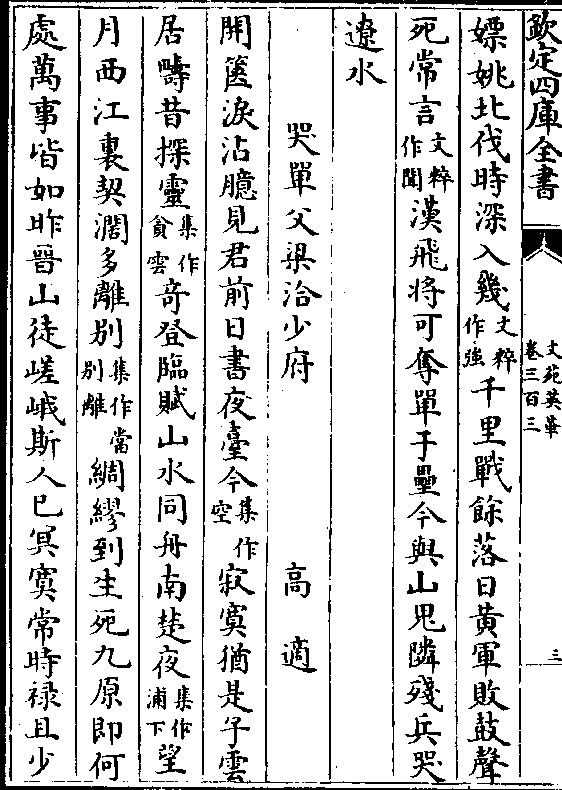 欽定四庫全書
文苑英華
卷三百三
三
嫖姚北伐時深入幾文粹作強千里戰餘落日黄軍敗鼓聲
死常言文粹作聞漢飛將可奪單于壘今與山鬼隣殘兵哭
遼水
哭單父梁洽少府
高適
開篋淚沾臆見君前日書夜臺今集作空寂寞猶是子雲
居疇昔探靈集作貪雲奇登臨賦山水同舟南楚夜集作浦下望
月西江裏契濶多離别集作當别離綢繆到生死九原即何
處萬事皆如昨晉山徒嵯峨斯人已冥寞常時禄且少